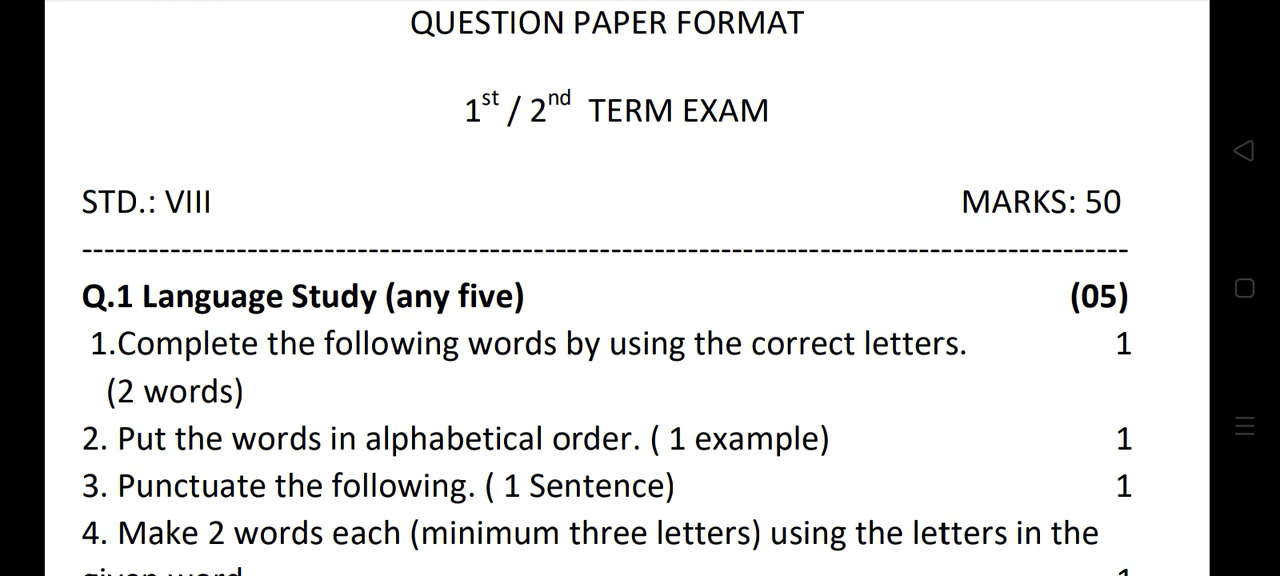 QUESTION PAPER FORMAT
1st / 2nd TERM EXAM
STD.: VIII MARKS: 50
-----------------------------------------------------------------------------------------------
Q.1 Language Study (any five) (05)
1.Complete the following words by using the correct letters. 1
(2 words)
2. Put the words in alphabetical order. ( 1 example) 1
3. Punctuate the following. ( 1 Sentence) 1
4. Make 2 words each (minimum three letters) using the letters in the
given word 1